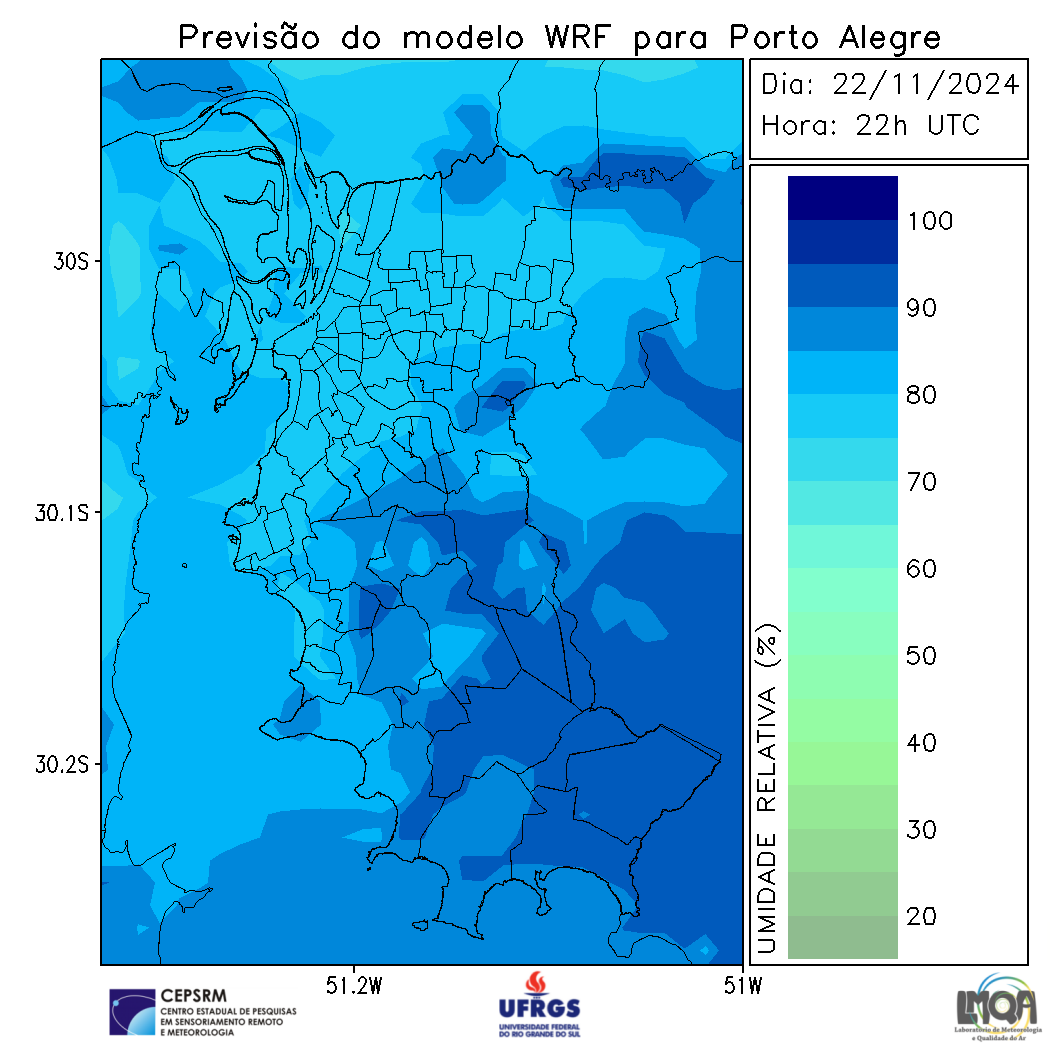 Previsão do modelo WRF para Porto Alegre
Dia: 22/11/2024
Hora: 22h UTC
30S
30.1S
30.2S
51.2W
51W
UMIDADE RELATIVA (%)
100
90
80
70
60
50
40
30
20
CEPSRM
CENTRO ESTADUAL DE PESQUISAS
EM SENSORIAMENTO REMOTO
E METEOROLOGIA
UFRGS
UNIVERSIDADE FEDERAL
DO RIO GRANDE DO SUL
LMQA
Laboratório de Meteorologia
e Qualidade do Ar